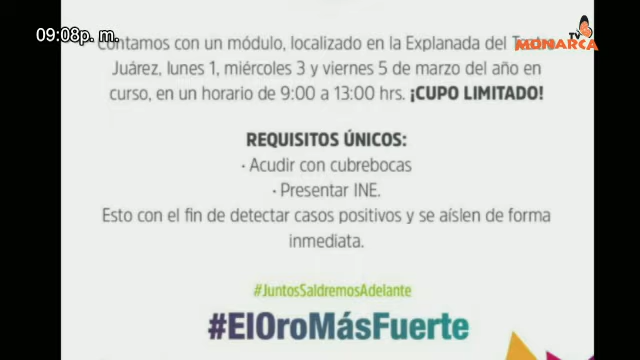 09:08p. m.
TV
MONARCA
Contamos con un módulo, localizado en la Explanada del
Juárez, lunes 1, miércoles 3 y viernes 5 de marzo del año en
curso, en un horario de 9:00 a 13:00 hrs. ¡CUPO LIMITADO!
REQUISITOS ÚNICOS:
· Acudir con cubrebocas
· Presentar INE.
Esto con el fin de detectar casos positivos y se aíslen de forma
inmediata.
#JuntosSaldremosAdelante
#ElOroMásFuerte